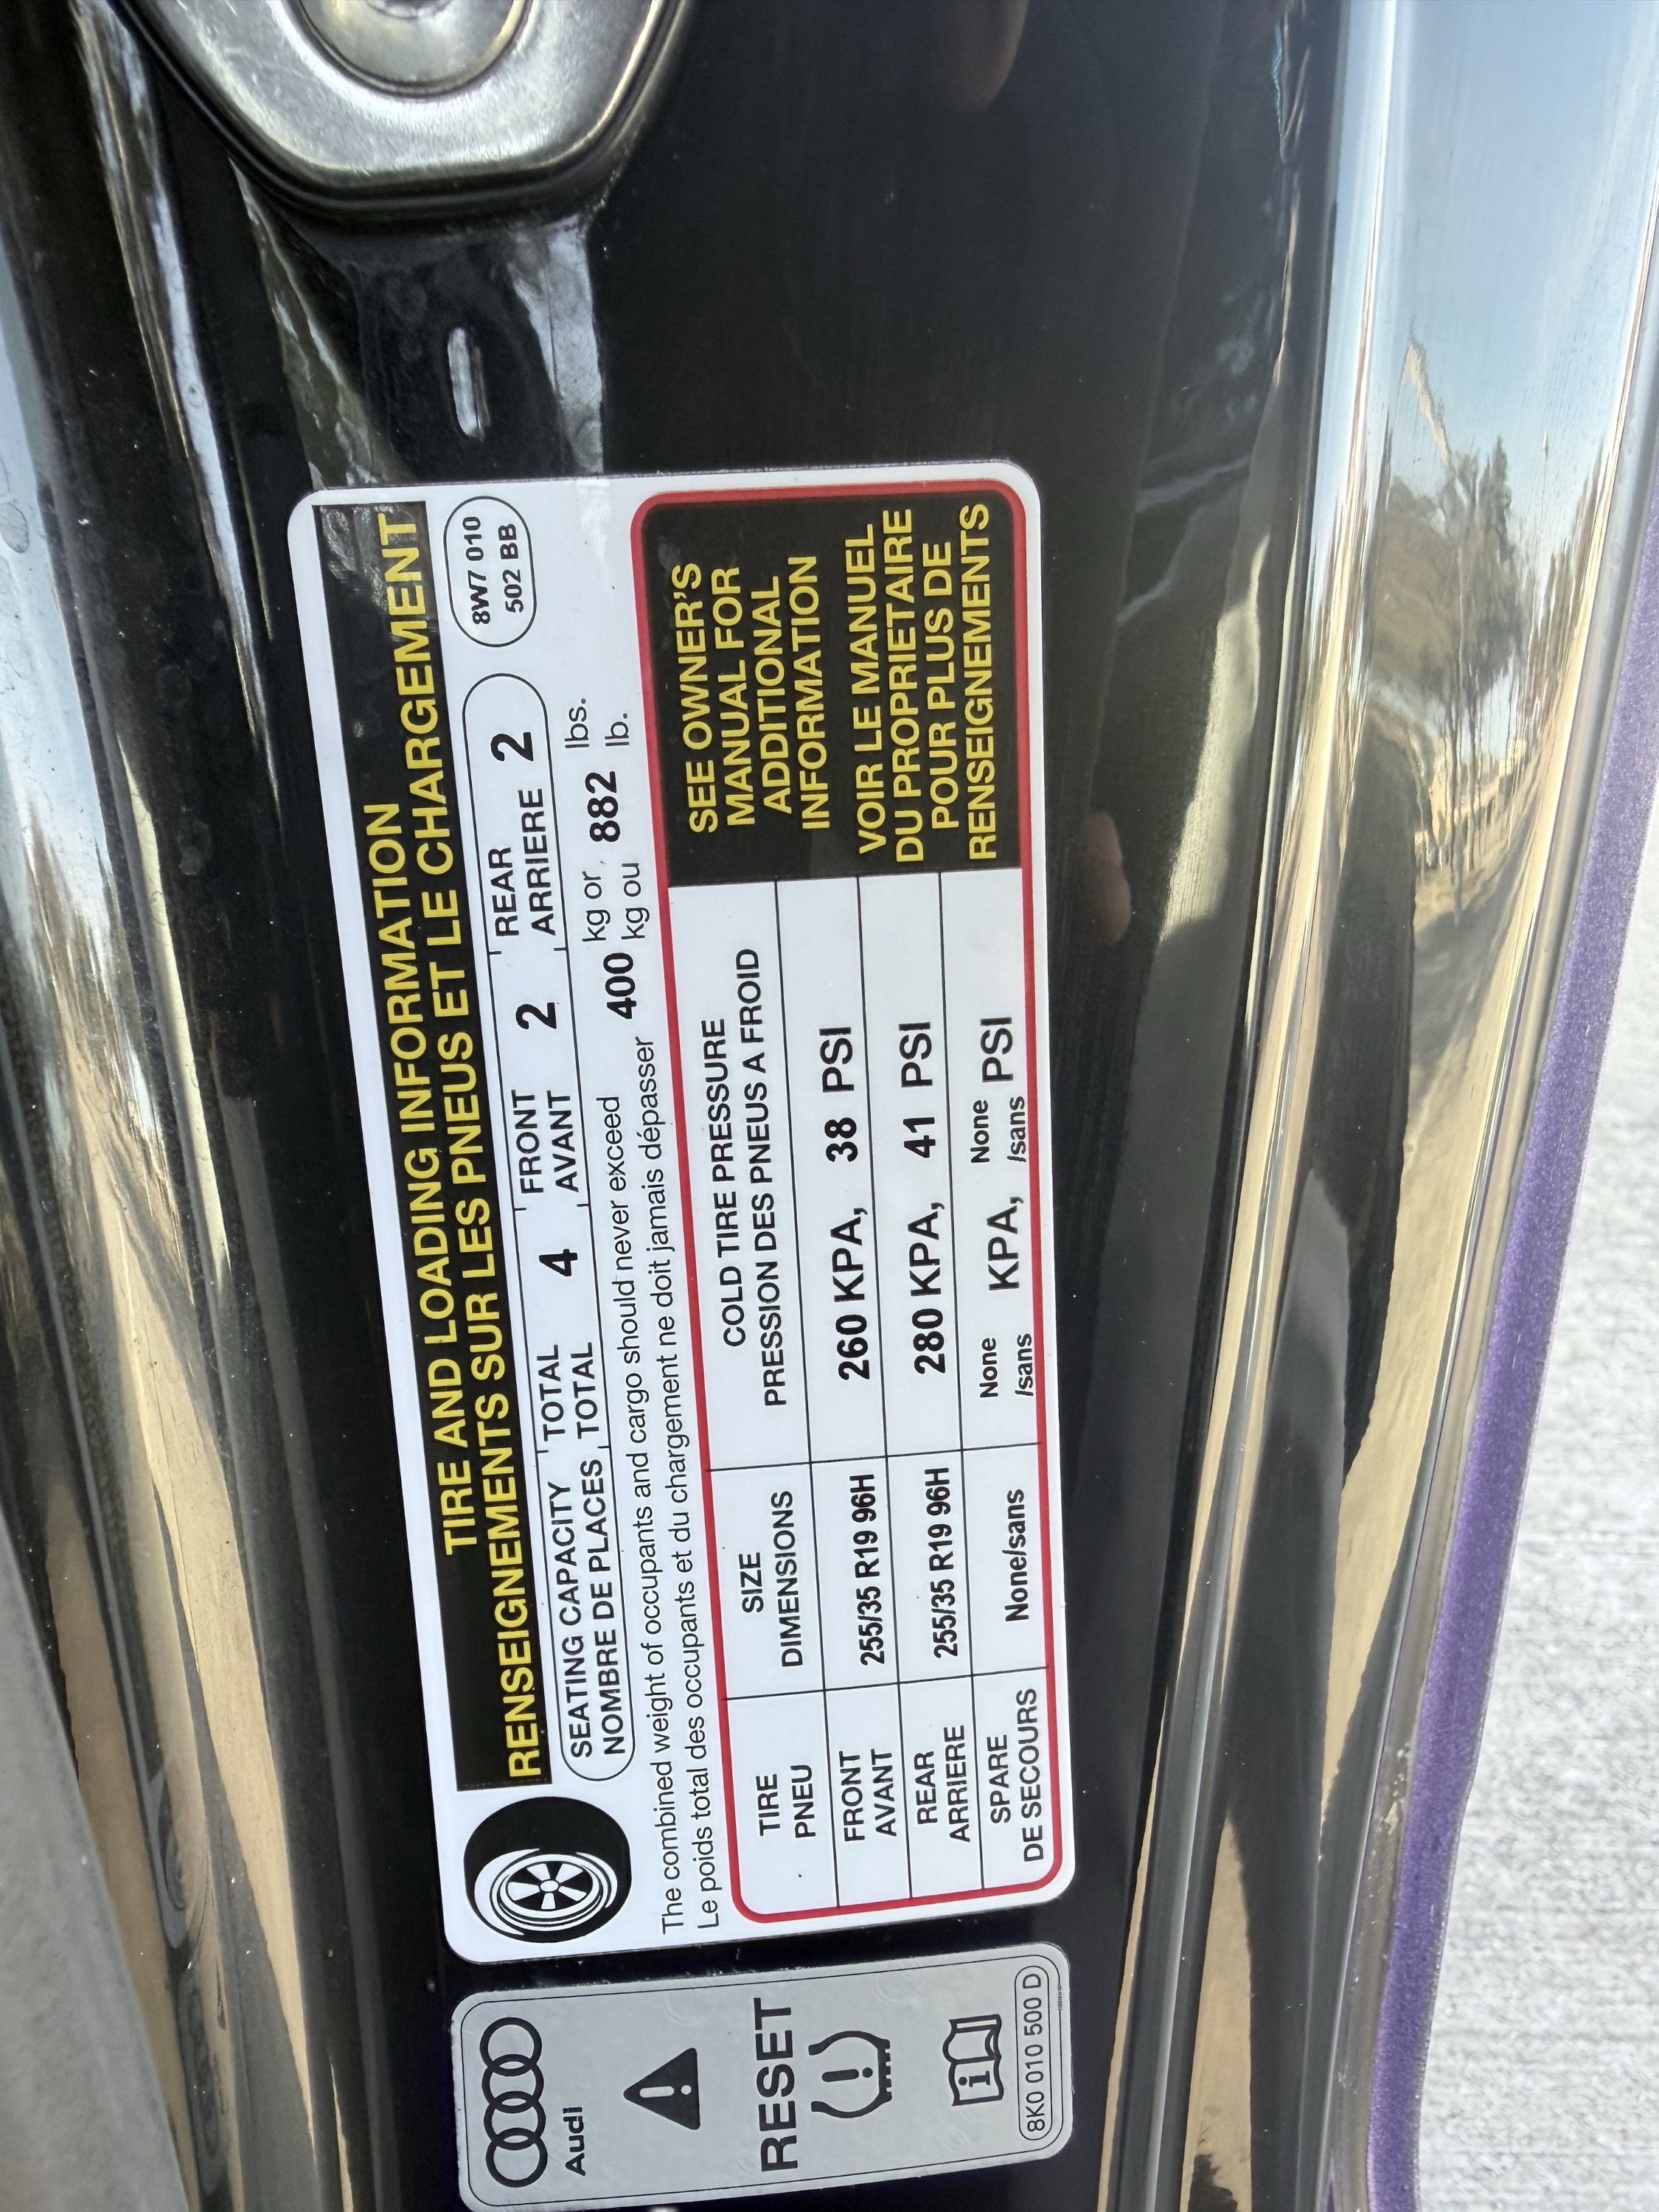 Audi
RESET
8K0 010 500 D
TIRE AND LOADING INFORMATION
RENSEIGNEMENTS SUR LES PNEUS ET LE CHARGEMENT
SEATING CAPACITY TOTAL 4 FRONT 2 REAR 2
NOMBRE DE PLACES TOTAL AVANT ARRIERE
8W7 010
502 BB
The combined weight of occupants and cargo should never exceed 400 kg or 882 lbs.
Le poids total des occupants et du chargement ne doit jamais dépasser kg ou lb.
TIRE SIZE COLD TIRE PRESSURE
PNEU DIMENSIONS PRESSION DES PNEUS A FROID
FRONT 255/35 R19 96H 260 KPA, 38 PSI
AVANT
REAR 255/35 R19 96H 280 KPA, 41 PSI
ARRIERE
SPARE None/sans None KPA, None PSI
DE SECOURS /sans /sans
SEE OWNER'S
MANUAL FOR
ADDITIONAL
INFORMATION
VOIR LE MANUEL
DU PROPRIETAIRE
POUR PLUS DE
RENSEIGNEMENTS